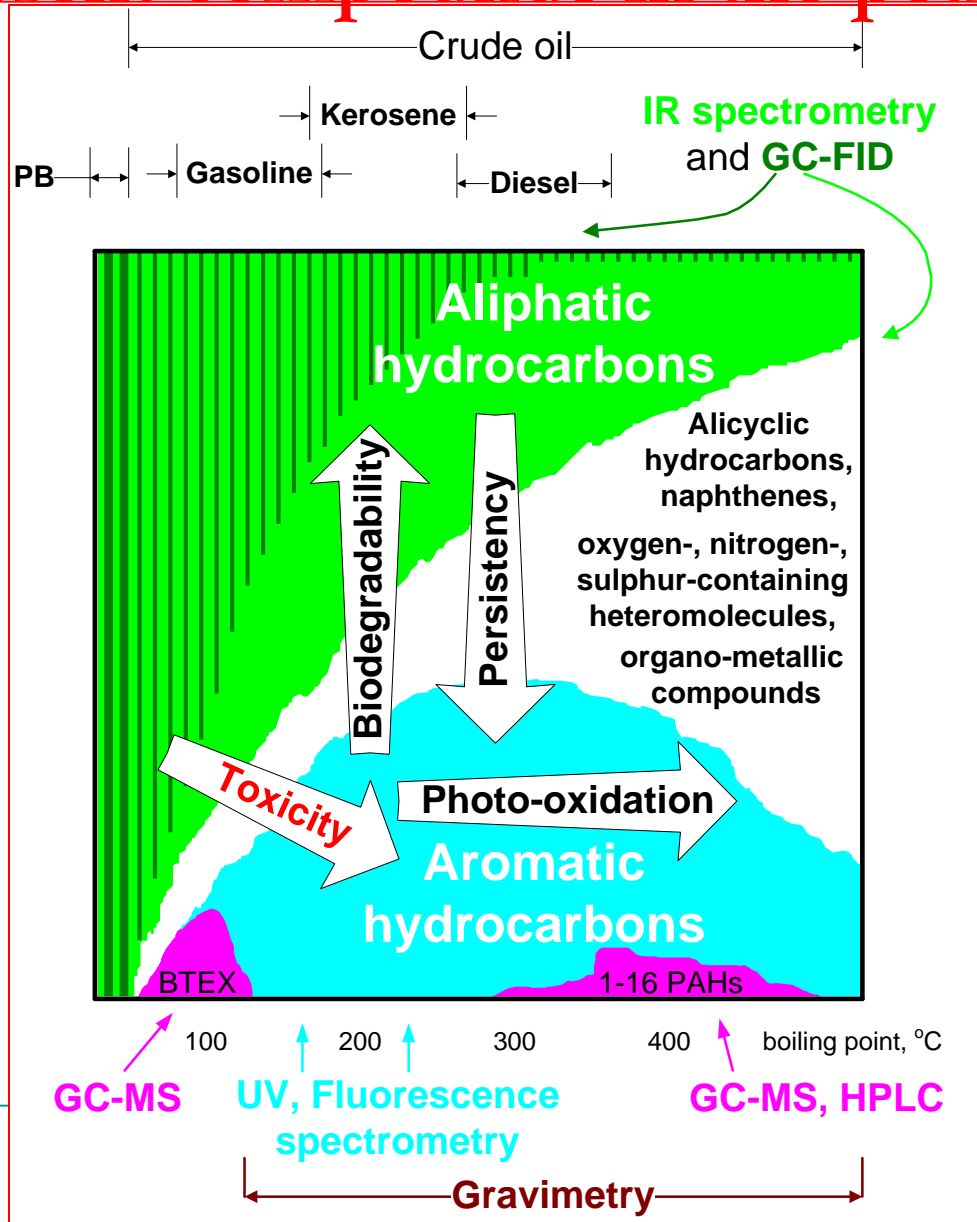 Crude oil
Kerosene
IR spectrometry
and GC-FID
PB
Gasoline
Diesel
Aliphatic
hydrocarbons
Alicyclic
hydrocarbons,
naphthenes,
oxygen-, nitrogen-,
sulphur-containing
heteromolecules,
organo-metallic
compounds
Biodegradability
Persistency
Toxicity
Photo-oxidation
Aromatic
hydrocarbons
BTEX
1-16 PAHs
100 200 300 400 boiling point, °C
GC-MS
UV, Fluorescence
spectrometry
GC-MS, HPLC
Gravimetry